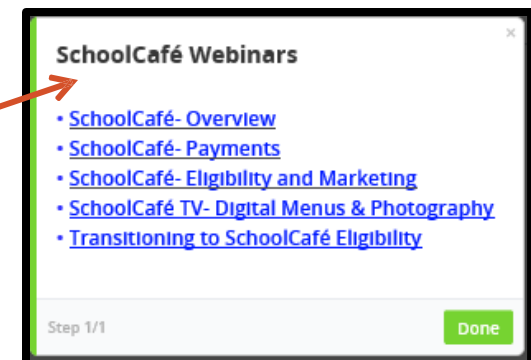 SchoolCafé Webinars
• SchoolCafé- Overview
• SchoolCafé- Payments
• SchoolCafé- Eligibility and Marketing
• SchoolCafé TV- Digital Menus & Photography
• Transitioning to SchoolCafé Eligibility
Step 1/1
Done